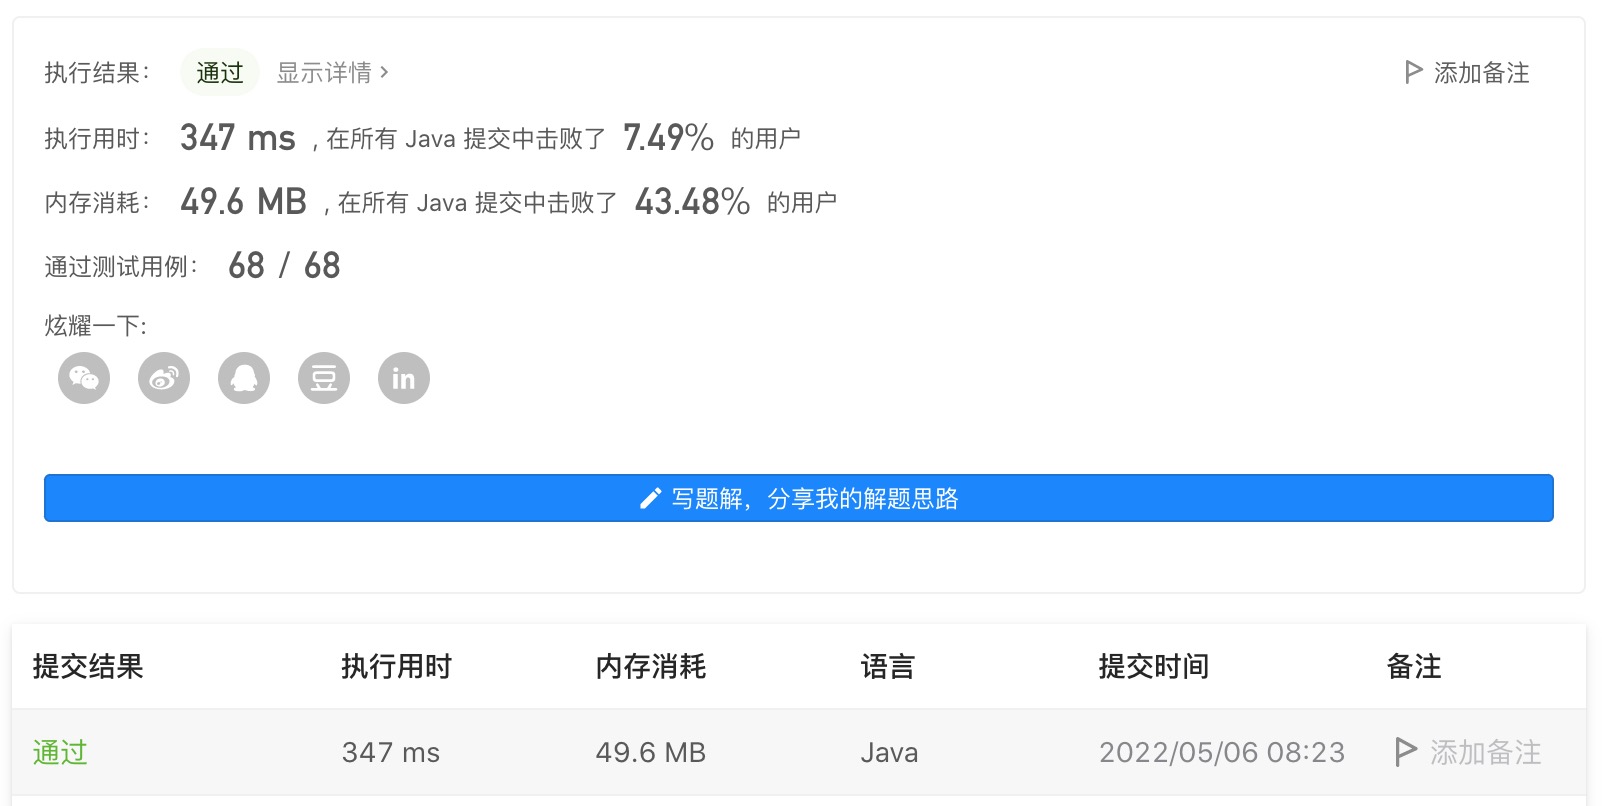 执行结果： 通过 显示详情 › 添加备注
执行用时： 347 ms , 在所有 Java 提交中击败了 7.49% 的用户
内存消耗： 49.6 MB , 在所有 Java 提交中击败了 43.48% 的用户
通过测试用例： 68 / 68
炫耀一下:
豆 in
写题解，分享我的解题思路
提交结果 执行用时 内存消耗 语言 提交时间 备注
通过 347 ms 49.6 MB Java 2022/05/06 08:23 添加备注